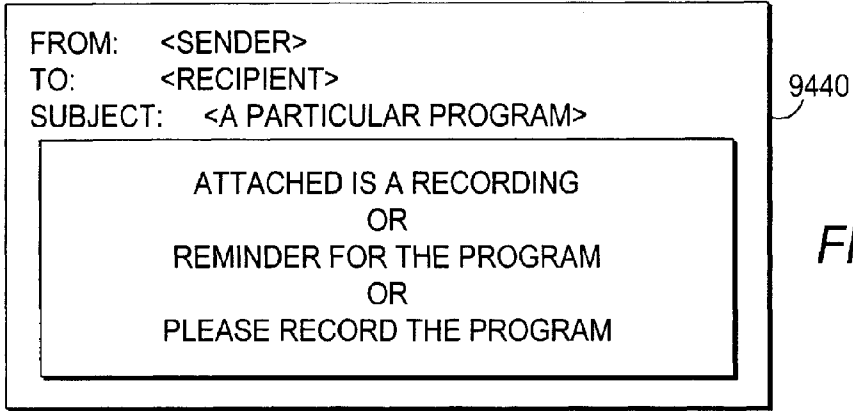 FROM: <SENDER>
TO: <RECIPIENT>
SUBJECT: <A PARTICULAR PROGRAM>
9440
ATTACHED IS A RECORDING
OR
REMINDER FOR THE PROGRAM
OR
PLEASE RECORD THE PROGRAM